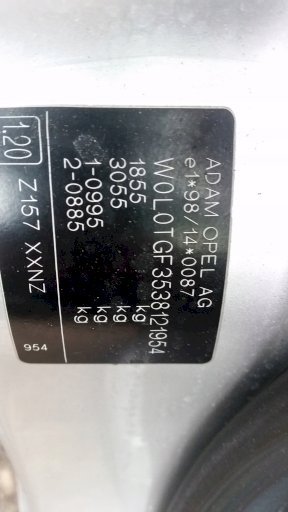 ADAM OPEL AG
e1*98/14*0087
W0L0TGF3538121954
1855 kg
3055 kg
1-0995 kg
2-0885 kg
1.20 Z157 XXNZ
954